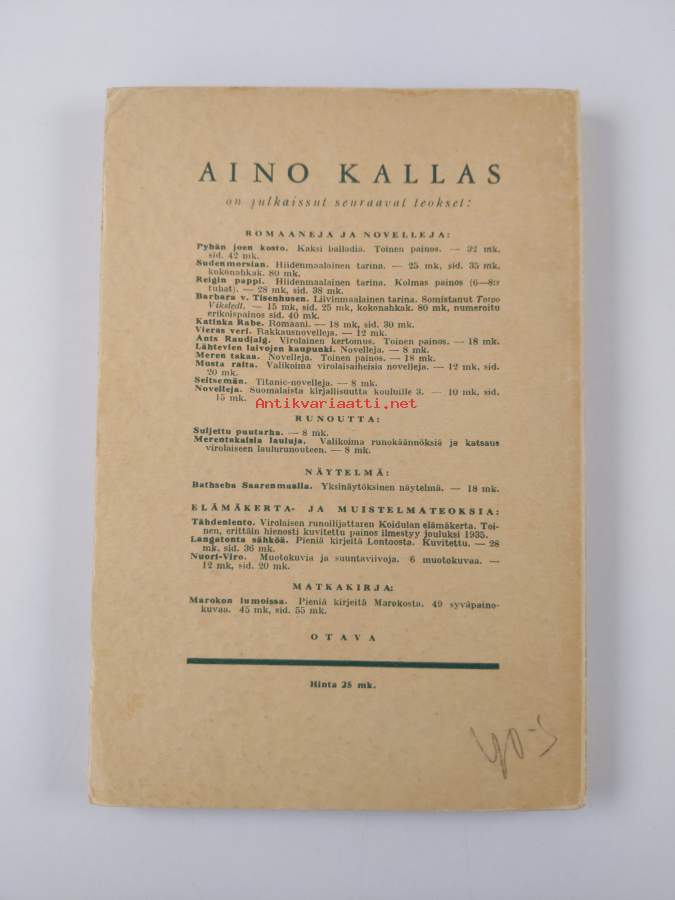 AINO KALLAS
on julkaissut seuraavat teokset:
ROMAANEJA JA NOVELLEJA:
Pyhän joen kosto. Kaksi balladia. Toinen painos. — 32 mk,
sid. 42 mk.
Sudenmorsian. Hiidenmaalainen tarina. — 25 mk, sid. 35 mk,
kokonahkak. 80 mk.
Reigin pappi. Hiidenmaalainen tarina. Kolmas painos (6—8:s
tuhat). — 28 mk, sid. 38 mk.
Barbara v. Tisenhusen. Liivinmaalainen tarina. Somistanut Toivo
Vikstedt. — 15 mk, sid. 25 mk, kokonahkak. 80 mk, numeroitu
erikoispainos sid. 40 mk.
Katinka Rabe. Romaani. — 18 mk, sid. 30 mk.
Vieras veri. Rakkausnovelleja. — 12 mk.
Ants Raudjalg. Virolainen kertomus. Toinen painos. — 18 mk.
Lähtevien laivojen kaupunki. Novelleja. — 8 mk.
Meren takaa. Novelleja. Toinen painos. — 18 mk.
Musta raita. Valikoima virolaisaiheisia novelleja. — 12 mk, sid.
20 mk.
Seitsemän. Titanic-novelleja. — 8 mk.
Novelleja. Suomalaista kirjallisuutta kouluille 3. — 10 mk, sid.
15 mk.
Antikvariaatti.net
RUNOUTTA:
Suljettu puutarha. — 8 mk.
Merentakaisia lauluja. Valikoima runokäännöksiä ja katsaus
virolaiseen laulurunouteen. — 8 mk.
NÄYTELMÄ:
Bathseba Saarenmaalla. Yksinäytöksinen näytelmä. — 18 mk.
ELÄMÄKERTA- JA MUISTELMATEOKSIA:
Tähdenlento. Virolaisen runoilijattaren Koidulan elämäkerta. Toi-
nen, erittäin hienosti kuvitettu painos ilmestyy jouluksi 1935.
Langatonta sähköä. Pieniä kirjeitä Lontoosta. Kuvitettu. — 28
mk, sid. 36 mk.
Nuori-Viro. Muotokuvia ja suuntaviivoja. 6 muotokuvaa. —
12 mk, sid. 20 mk.
MATKAKIRJA:
Marokon lumoissa. Pieniä kirjeitä Marokosta. 49 syväpaino-
kuvaa. 45 mk, sid. 55 mk.
OTAVA
Hinta 25 mk.